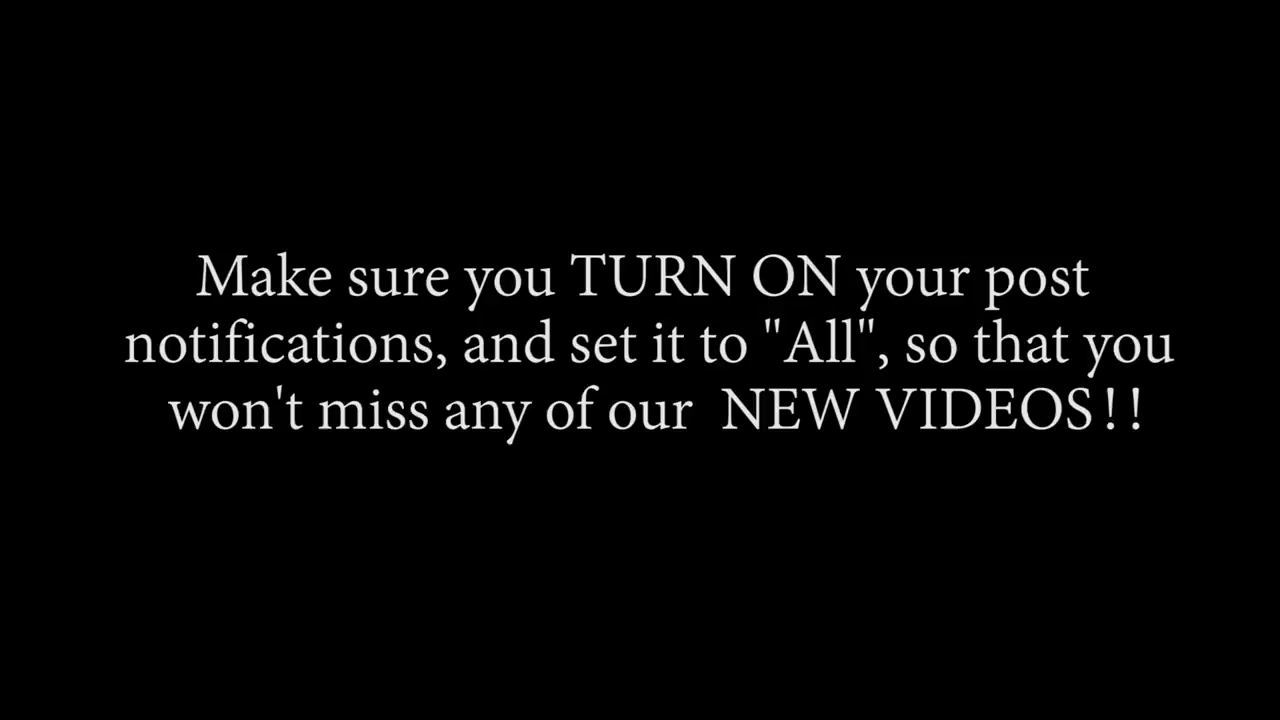 Make sure you TURN ON your post
notifications, and set it to "All", so that you
won't miss any of our  NEW VIDEOS!!